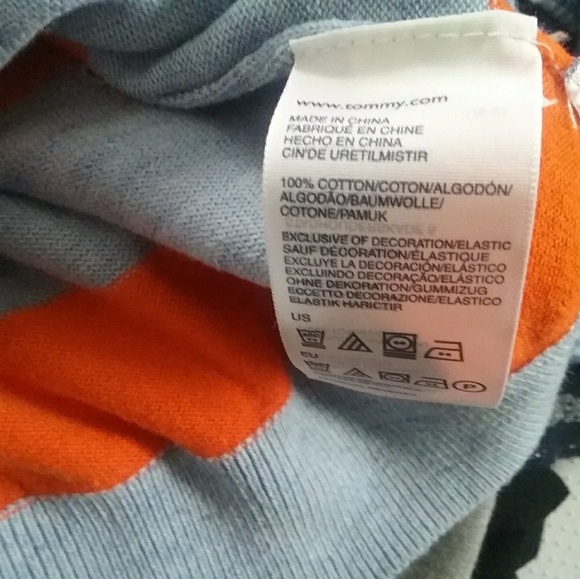 www.tommy.com
MADE IN CHINA
FABRIQUÉ EN CHINE
HECHO EN CHINA
CIN'DE URETILMISTIR
100% COTTON/COTON/ALGODÓN/
ALGODÃO/BAUMWOLLE/
COTONE/PAMUK
EXCLUSIVE OF DECORATION/ELASTIC
SAUF DÉCORATION/ÉLASTIQUE
EXCLUYE LA DECORACIÓN/ELÁSTICO
EXCLUINDO DECORAÇÃO/ELÁSTICO
OHNE DEKORATION/GUMMIZUG
ECCETTO DECORAZIONE/ELASTICO
ELASTIK HARICTIR
US
EU
P